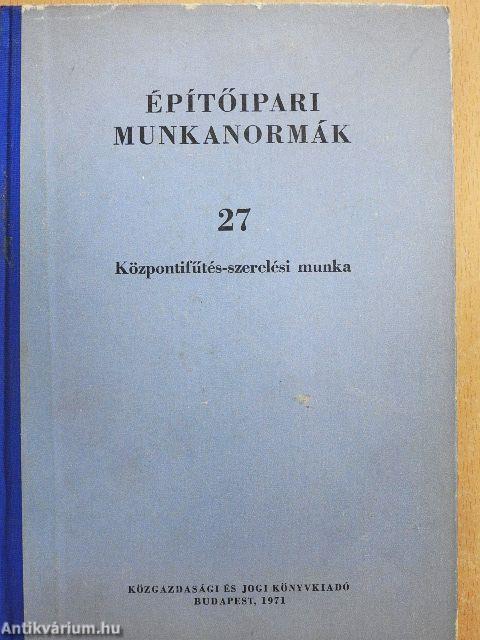 ÉPÍTŐIPARI
MUNKANORMÁK
27
Központifűtés-szerelési munka
KÖZGAZDASÁGI ÉS JOGI KÖNYVKIADÓ
BUDAPEST, 1971
Antikvárium.hu